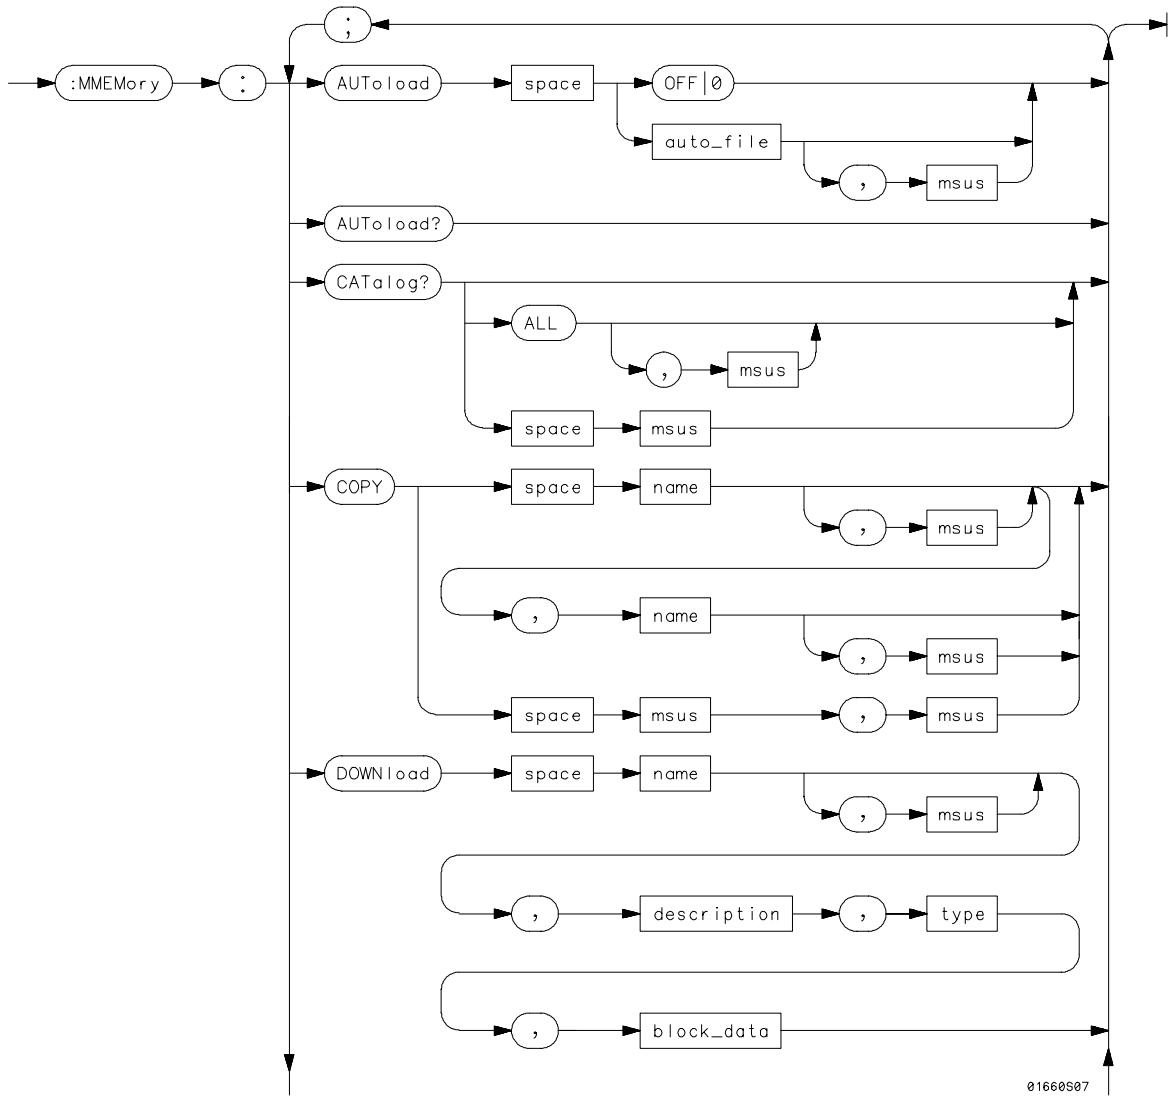 ;
:MMEMory : AUToload space OFF|0
auto_file
, msus
AUToload?
CATalog?
ALL
, msus
space msus
COPY space name
, msus
, name
, msus
space msus , msus
DOWNload space name
, msus
, description , type
, block_data
01660S07